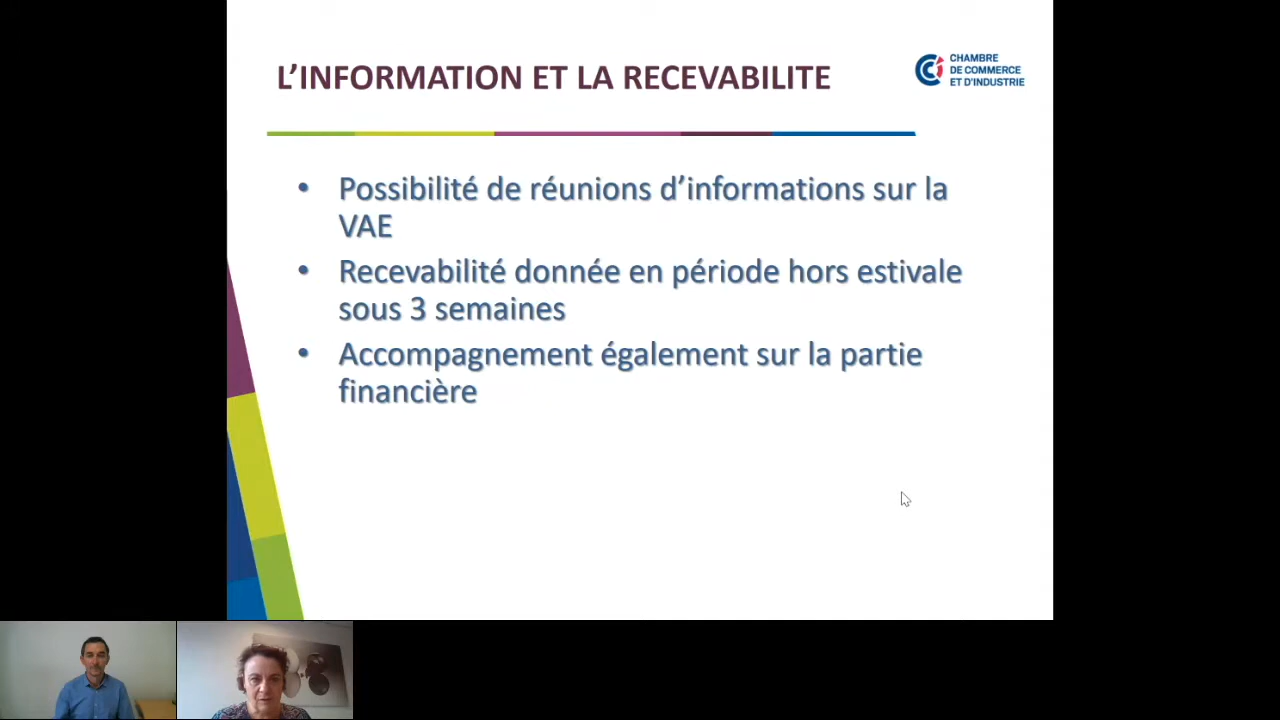 L’INFORMATION ET LA RECEVABILITE
CHAMBRE
DE COMMERCE
ET D'INDUSTRIE
• Possibilité de réunions d’informations sur la
VAE
• Recevabilité donnée en période hors estivale
sous 3 semaines
• Accompagnement également sur la partie
financière